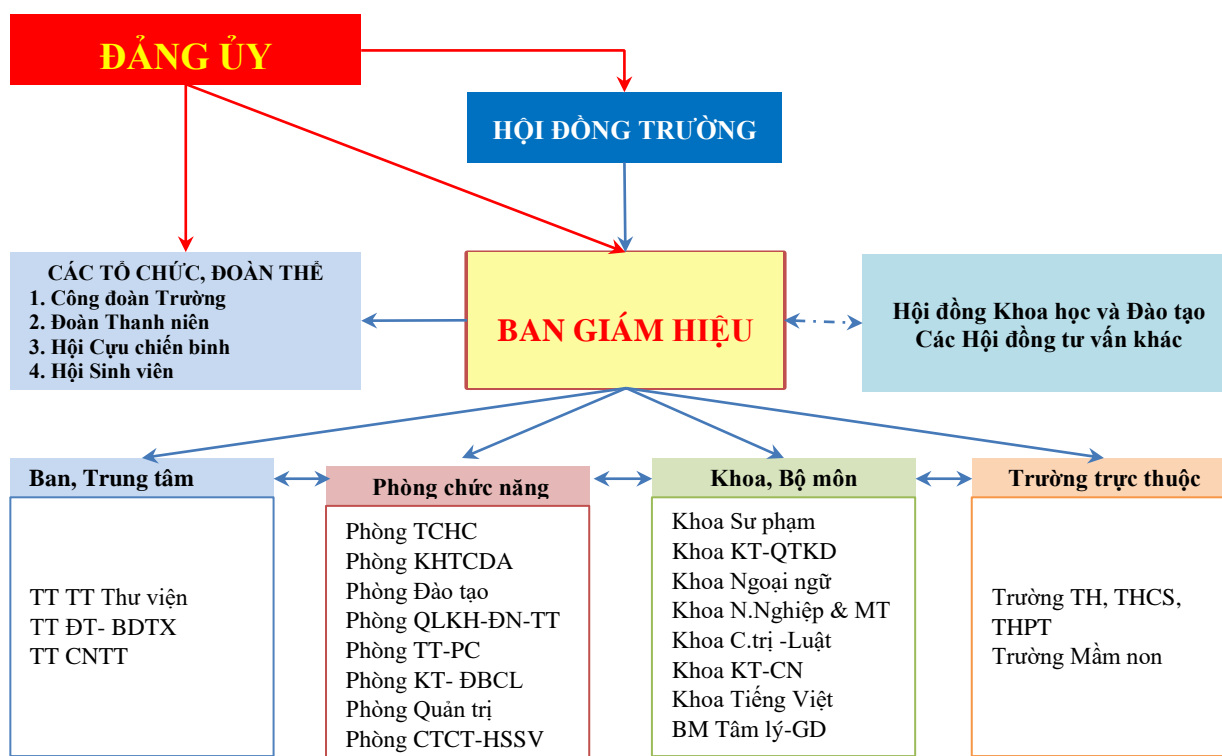 ĐẢNG ỦY
HỘI ĐỒNG TRƯỜNG
CÁC TỔ CHỨC, ĐOÀN THỂ
1. Công đoàn Trường
2. Đoàn Thanh niên
3. Hội Cựu chiến binh
4. Hội Sinh viên
BAN GIÁM HIỆU
Hội đồng Khoa học và Đào tạo
Các Hội đồng tư vấn khác
Ban, Trung tâm
TT TT Thư viện
TT ĐT- BDTX
TT CNTT
Phòng chức năng
Phòng TCHC
Phòng KHTCDA
Phòng Đào tạo
Phòng QLKH-ĐN-TT
Phòng TT-PC
Phòng KT- ĐBCL
Phòng Quản trị
Phòng CTCT-HSSV
Khoa, Bộ môn
Khoa Sư phạm
Khoa KT-QTKD
Khoa Ngoại ngữ
Khoa N.Nghiệp & MT
Khoa C.trị -Luật
Khoa KT-CN
Khoa Tiếng Việt
BM Tâm lý-GD
Trường trực thuộc
Trường TH, THCS,
THPT
Trường Mầm non